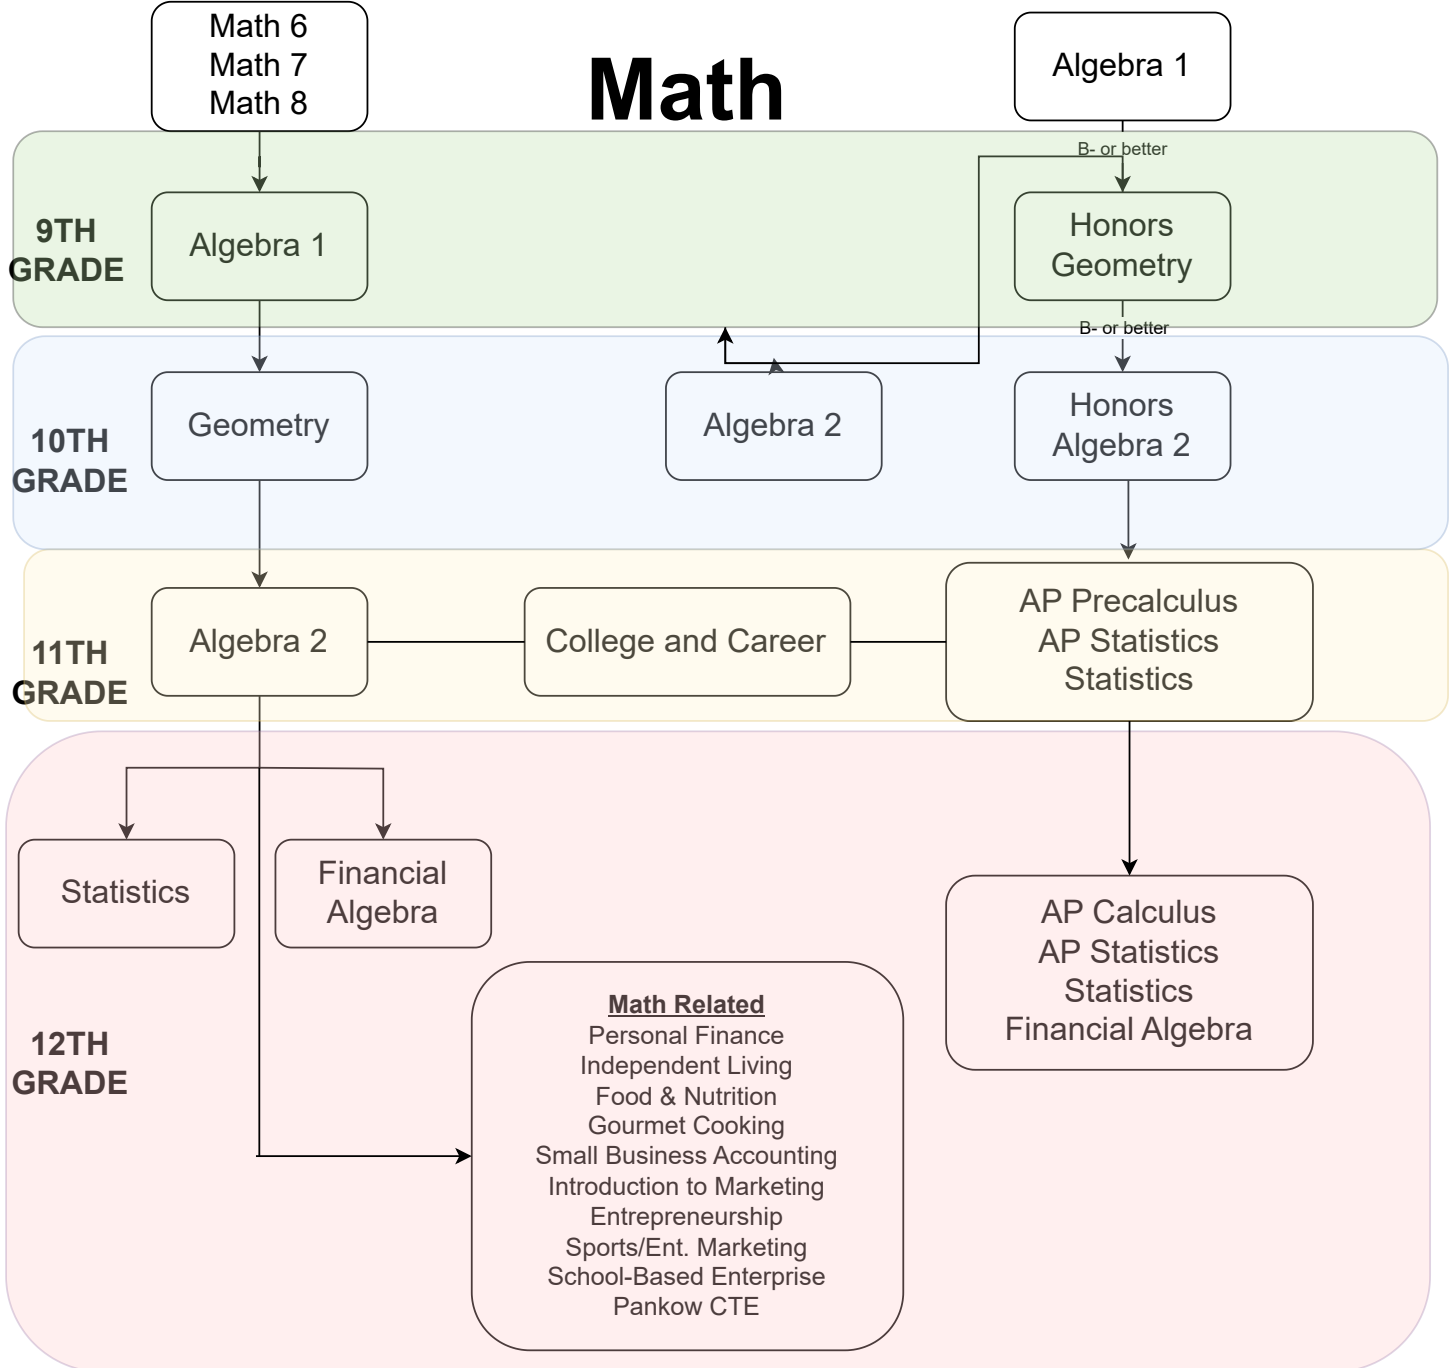 Math 6
Math 7
Math 8
Math
Algebra 1
B- or better
9TH
GRADE
Algebra 1
Honors
Geometry
B- or better
10TH
GRADE
Geometry
Algebra 2
Honors
Algebra 2
11TH
GRADE
Algebra 2
College and Career
AP Precalculus
AP Statistics
Statistics
Statistics
Financial
Algebra
AP Calculus
AP Statistics
Statistics
Financial Algebra
12TH
GRADE
Math Related
Personal Finance
Independent Living
Food & Nutrition
Gourmet Cooking
Small Business Accounting
Introduction to Marketing
Entrepreneurship
Sports/Ent. Marketing
School-Based Enterprise
Pankow CTE